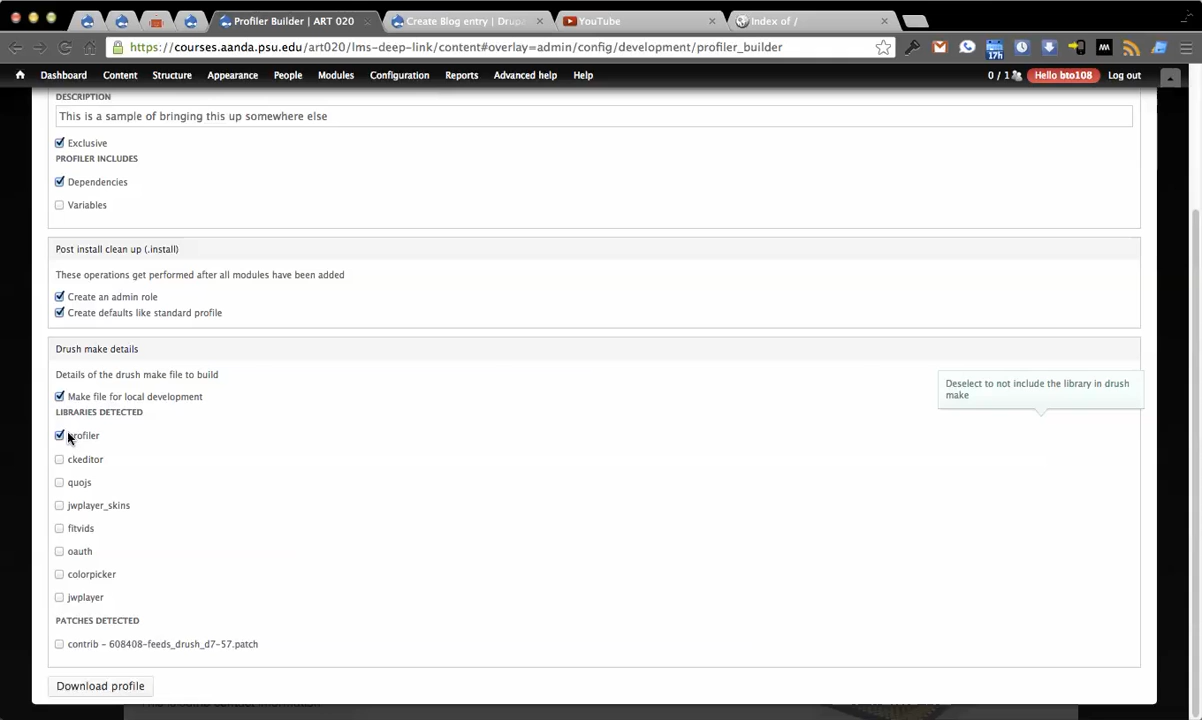 Profiler Builder | ART 020
Create Blog entry | Drupa
YouTube
Index of /
https://courses.aanda.psu.edu/art020/lms-deep-link/content#overlay=admin/config/development/profiler_builder
17h
Dashboard Content Structure Appearance People Modules Configuration Reports Advanced help Help 0 / 1 Hello bto108 Log out
DESCRIPTION
This is a sample of bringing this up somewhere else
Exclusive
PROFILER INCLUDES
Dependencies
Variables
Post install clean up (.install)
These operations get performed after all modules have been added
Create an admin role
Create defaults like standard profile
Drush make details
Details of the drush make file to build
Make file for local development
LIBRARIES DETECTED
Deselect to not include the library in drush
make
profiler
ckeditor
quojs
jwplayer_skins
fitvids
oauth
colorpicker
jwplayer
PATCHES DETECTED
contrib - 608408-feeds_drush_d7-57.patch
Download profile